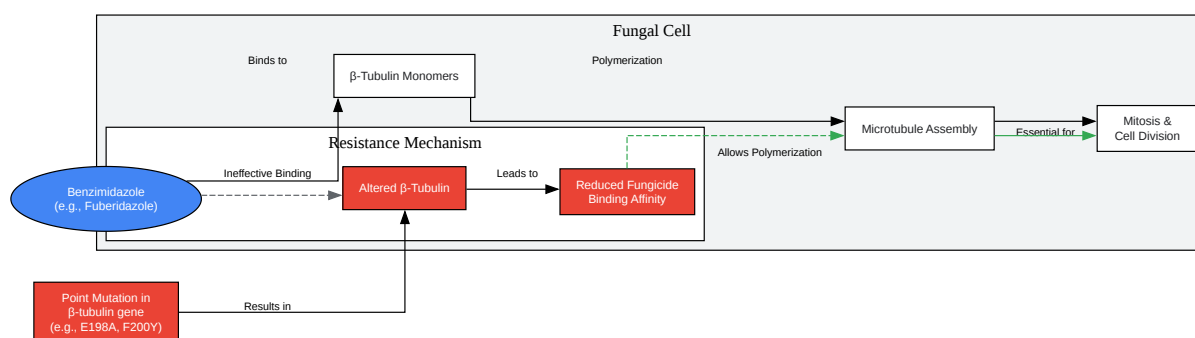 Fungal Cell
Binds to
β-Tubulin Monomers
Polymerization
Microtubule Assembly
Essential for
Mitosis &
Cell Division
Resistance Mechanism
Allows Polymerization
Ineffective Binding
Benzimidazole
(e.g., Fuberidazole)
Altered β-Tubulin
Leads to
Reduced Fungicide
Binding Affinity
Point Mutation in
β-tubulin gene
(e.g., E198A, F200Y)
Results in